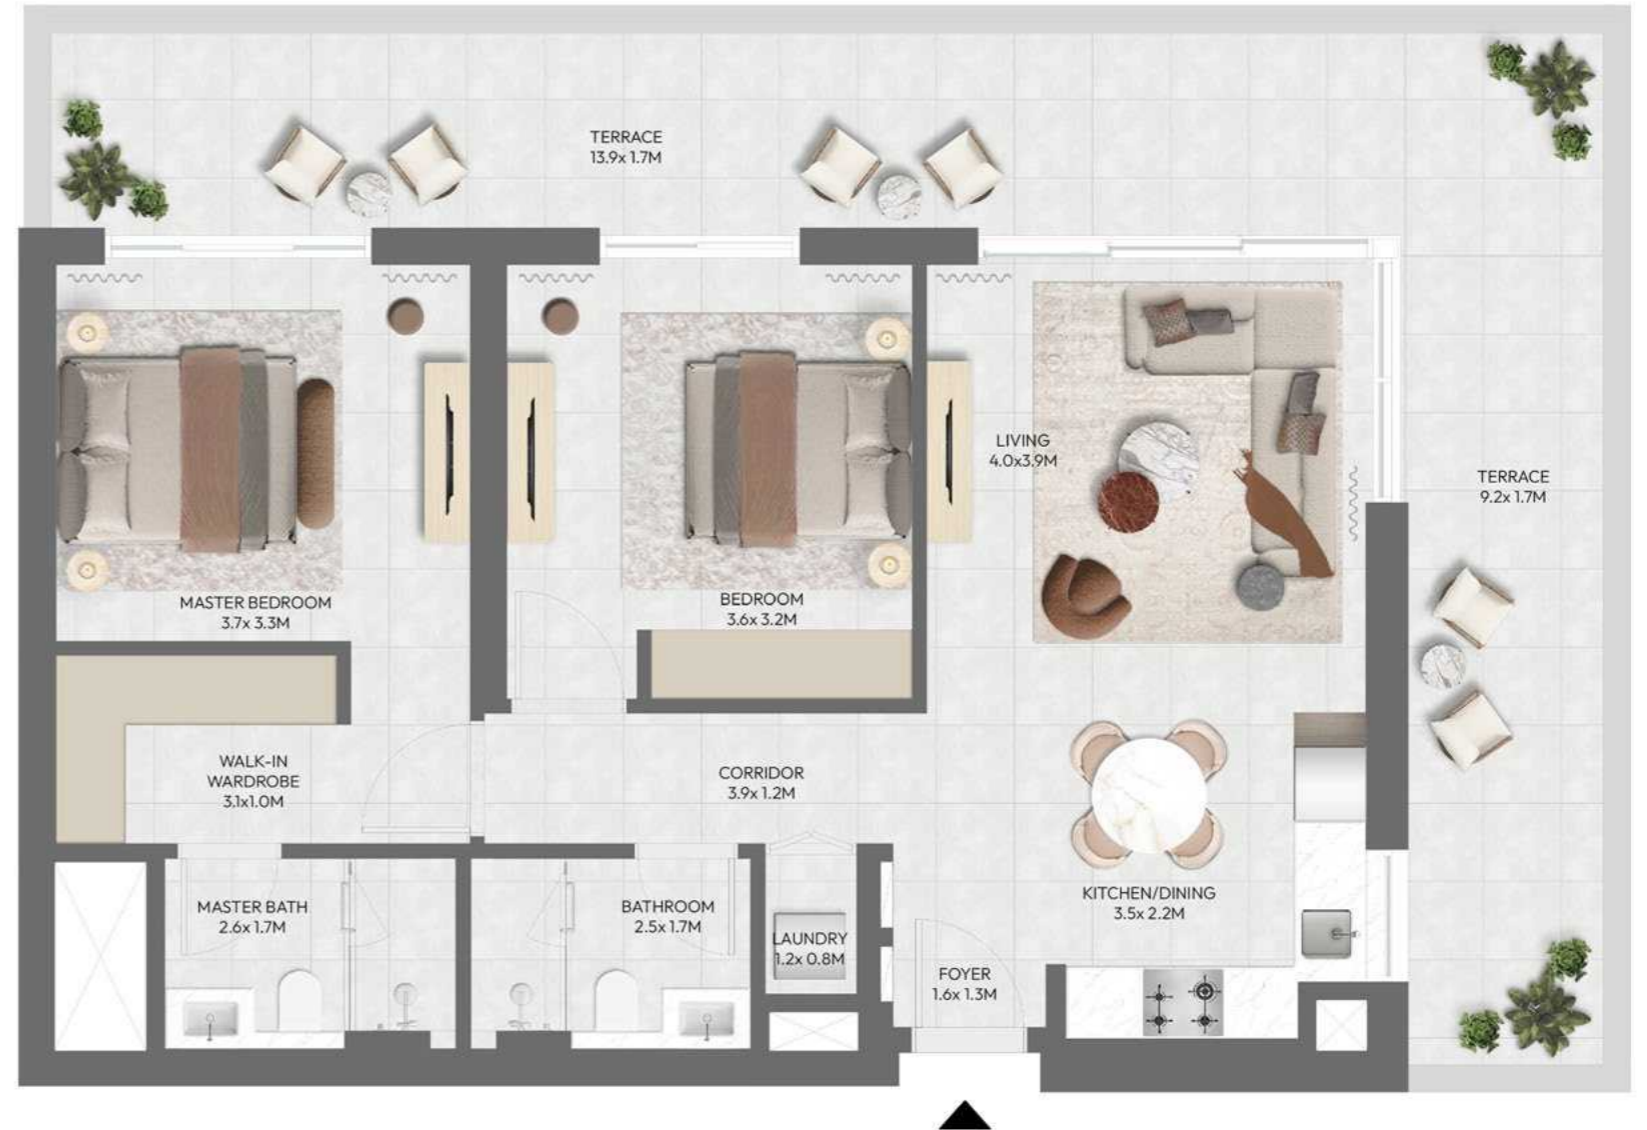 TERRACE
13.9x 1.7M
LIVING
4.0x3.9M
TERRACE
9.2x 1.7M
MASTER BEDROOM
3.7x 3.3M
BEDROOM
3.6x 3.2M
WALK-IN
WARDROBE
3.1x1.0M
CORRIDOR
3.9x 1.2M
KITCHEN/DINING
3.5x 2.2M
MASTER BATH
2.6x 1.7M
BATHROOM
2.5x 1.7M
LAUNDRY
1.2x 0.8M
FOYER
1.6x 1.3M